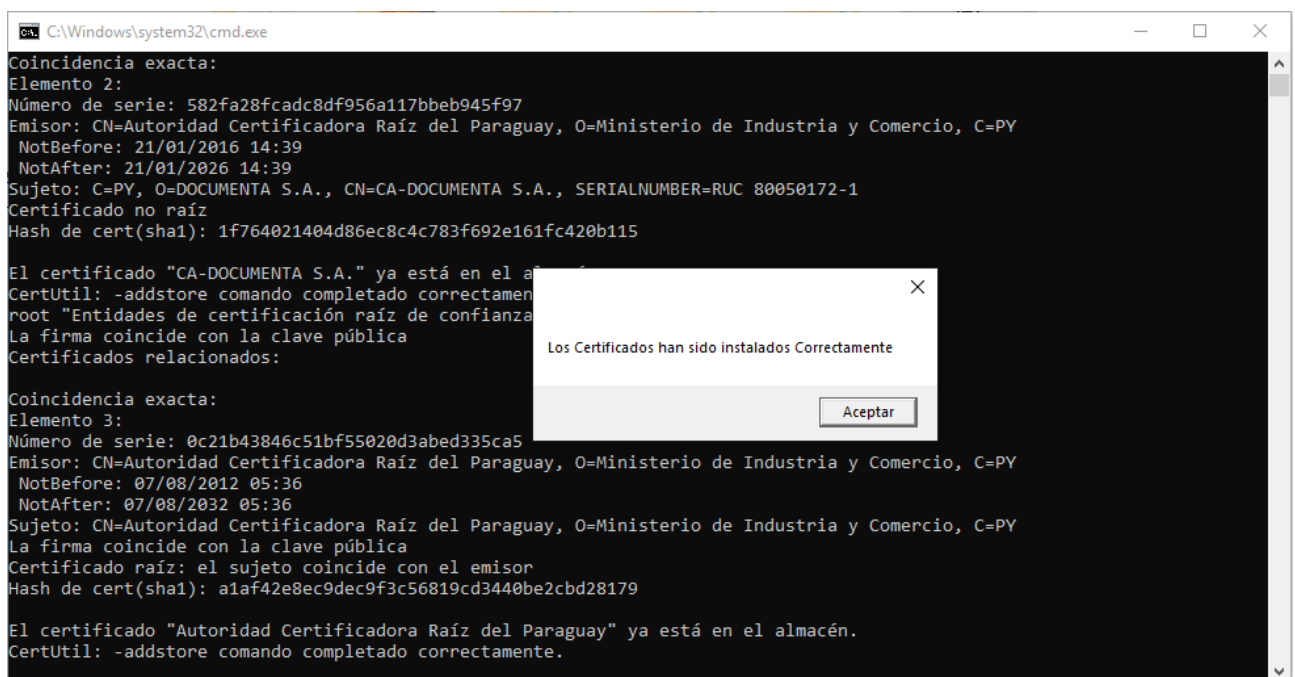 C:\Windows\system32\cmd.exe
Coincidencia exacta:
Elemento 2:
Número de serie: 582fa28fcadc8df956a117bbeb945f97
Emisor: CN=Autoridad Certificadora Raíz del Paraguay, O=Ministerio de Industria y Comercio, C=PY
NotBefore: 21/01/2016 14:39
NotAfter: 21/01/2026 14:39
Sujeto: C=PY, O=DOCUMENTA S.A., CN=CA-DOCUMENTA S.A., SERIALNUMBER=RUC 80050172-1
Certificado no raíz
Hash de cert(sha1): 1f764021404d86ec8c4c783f692e161fc420b115
El certificado "CA-DOCUMENTA S.A." ya está en el
CertUtil: -addstore comando completado correctamen
root "Entidades de certificación raíz de confianza
La firma coincide con la clave pública
Certificados relacionados:
Los Certificados han sido instalados Correctamente
Aceptar
Coincidencia exacta:
Elemento 3:
Número de serie: 0c21b43846c51bf55020d3abed335ca5
Emisor: CN=Autoridad Certificadora Raíz del Paraguay, O=Ministerio de Industria y Comercio, C=PY
NotBefore: 07/08/2012 05:36
NotAfter: 07/08/2032 05:36
Sujeto: CN=Autoridad Certificadora Raíz del Paraguay, O=Ministerio de Industria y Comercio, C=PY
La firma coincide con la clave pública
Certificado raíz: el sujeto coincide con el emisor
Hash de cert(sha1): a1af42e8ec9dec9f3c56819cd3440be2cbd28179
El certificado "Autoridad Certificadora Raíz del Paraguay" ya está en el almacén.
CertUtil: -addstore comando completado correctamente.